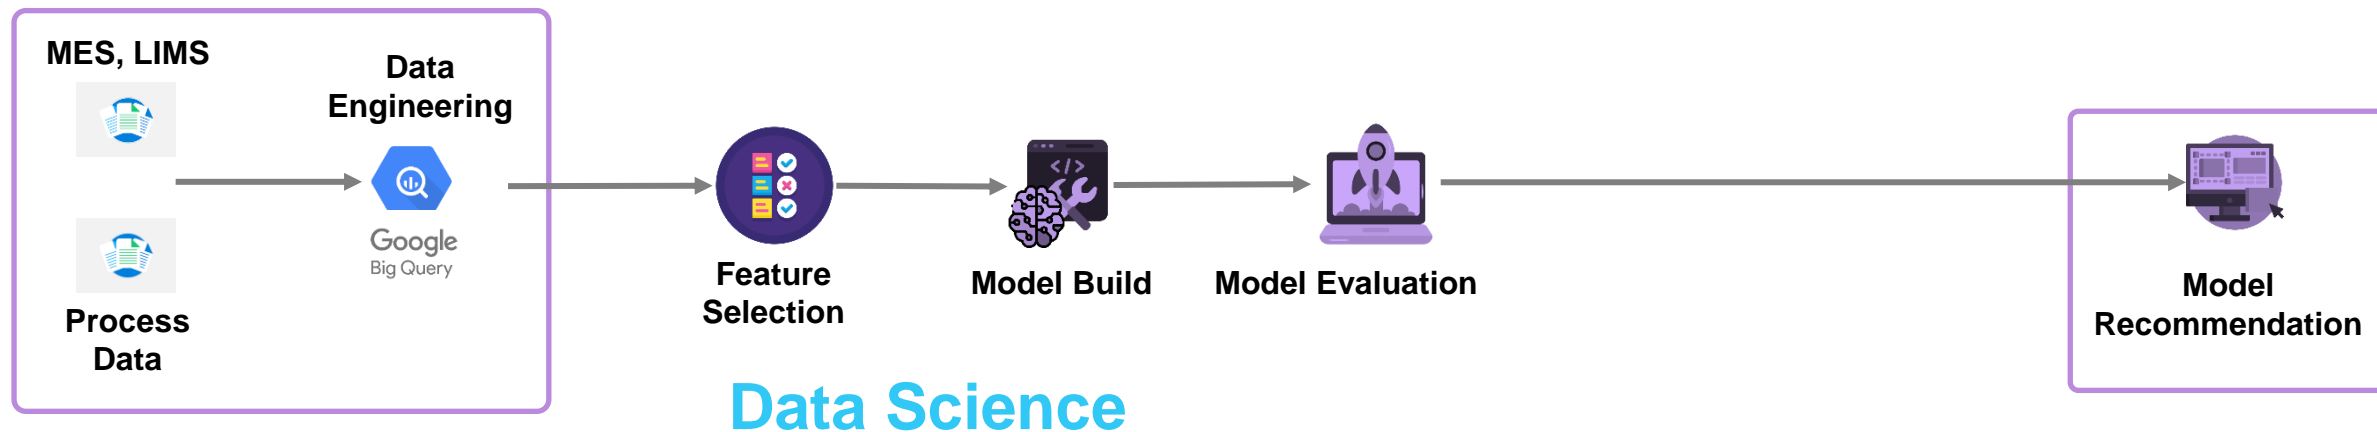 MES, LIMS
Process
Data
Data
Engineering
Google
Big Query
Feature
Selection
</>
Model Build
Model Evaluation
Model
Recommendation
Data Science